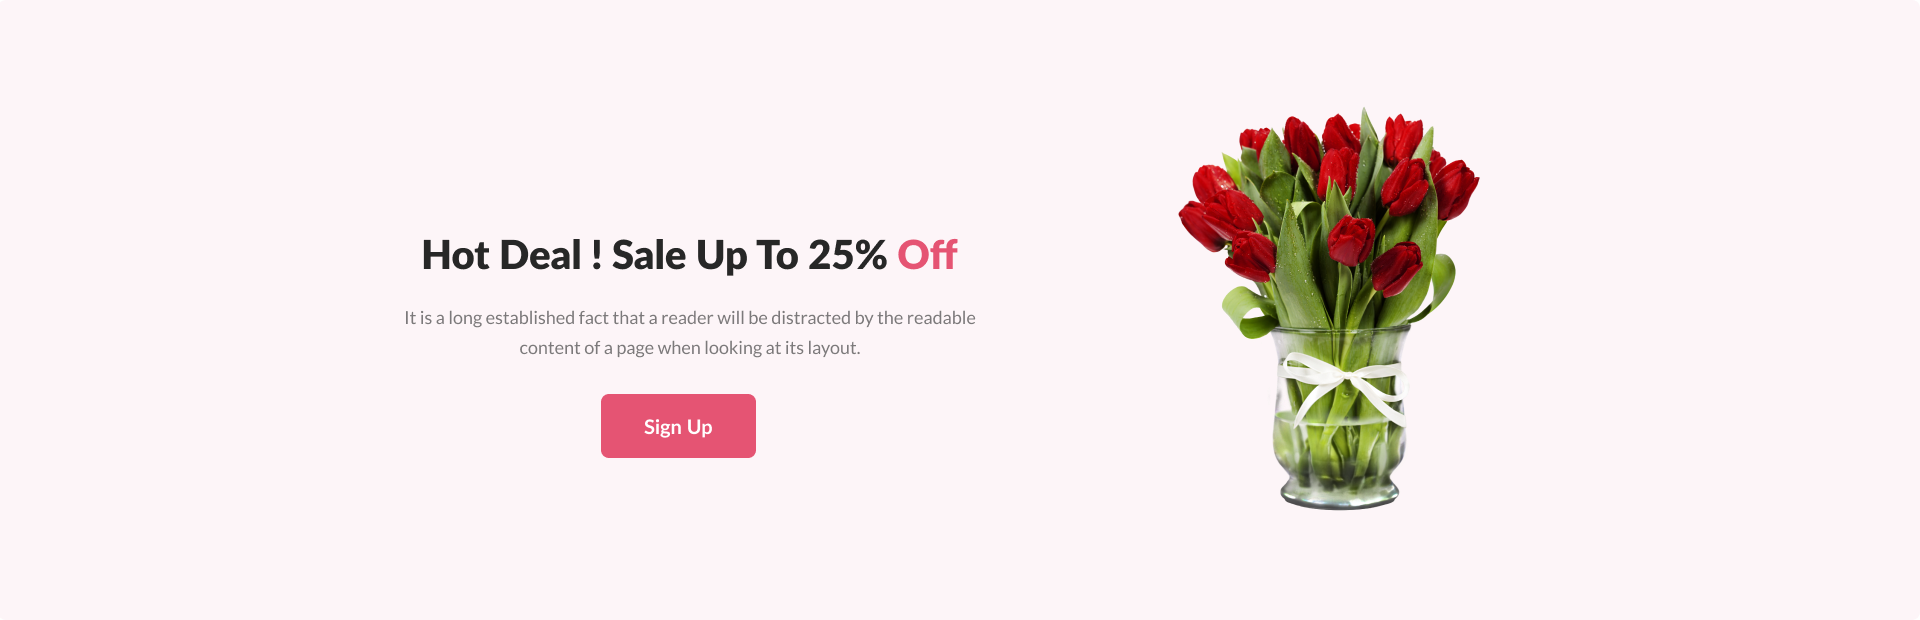 Hot Deal ! Sale Up To 25% Off
It is a long established fact that a reader will be distracted by the readable
content of a page when looking at its layout.
Sign Up